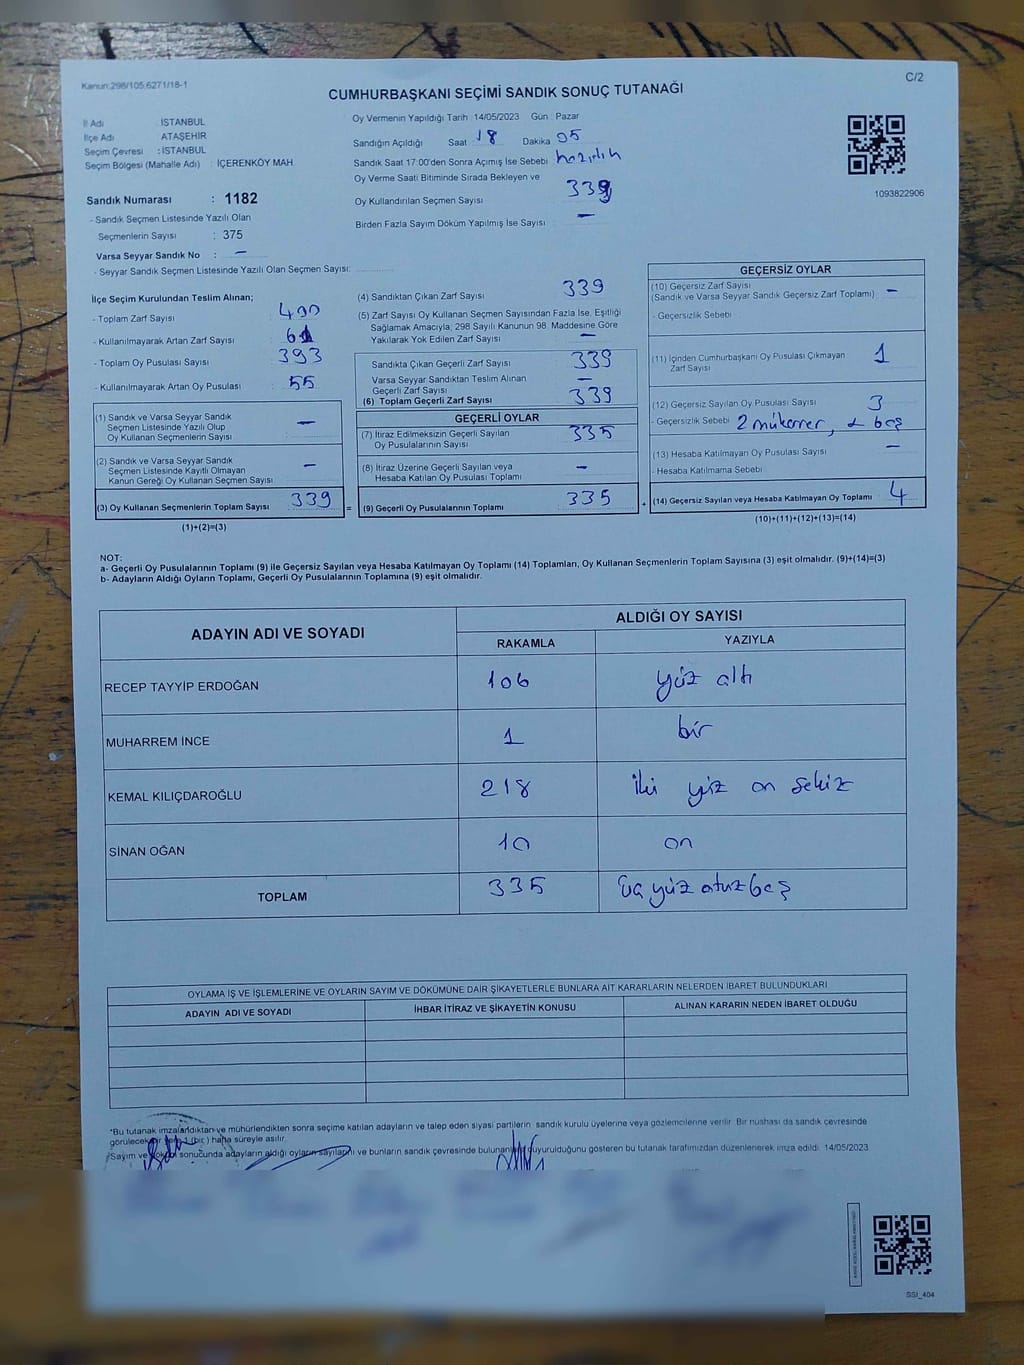 Kanun:298/105;6271/18-1
C/2
CUMHURBAŞKANI SEÇİMİ SANDIK SONUÇ TUTANAĞI
İl Adı : İSTANBUL
İlçe Adı : ATAŞEHİR
Seçim Çevresi : İSTANBUL
Seçim Bölgesi (Mahalle Adı) : İÇERENKÖY MAH.
Sandık Numarası : 1182
- Sandık Seçmen Listesinde Yazılı Olan
Seçmenlerin Sayısı : 375
Varsa Seyyar Sandık No : –
- Seyyar Sandık Seçmen Listesinde Yazılı Olan Seçmen Sayısı:
Oy Vermenin Yapıldığı Tarih :14/05/2023 Gün : Pazar
Sandığın Açıldığı Saat : 18 Dakika : 05
Sandık Saat 17:00'den Sonra Açımış İse Sebebi : hazırlık
Oy Verme Saati Bitiminde Sırada Bekleyen ve
Oy Kullandırılan Seçmen Sayısı : 339
Birden Fazla Sayım Döküm Yapılmış İse Sayısı : –
1093822906
İlçe Seçim Kurulundan Teslim Alınan;
- Toplam Zarf Sayısı : 400
- Kullanılmayarak Artan Zarf Sayısı : 61
- Toplam Oy Pusulası Sayısı : 393
- Kullanılmayarak Artan Oy Pusulası : 55
(1) Sandık ve Varsa Seyyar Sandık
Seçmen Listesinde Yazılı Olup
Oy Kullanan Seçmenlerin Sayısı : –
(2) Sandık ve Varsa Seyyar Sandık
Seçmen Listesinde Kayıtlı Olmayan
Kanun Gereği Oy Kullanan Seçmen Sayısı : –
(3) Oy Kullanan Seçmenlerin Toplam Sayısı : 339 =
(1)+(2)=(3)
(4) Sandıktan Çıkan Zarf Sayısı : 339
(5) Zarf Sayısı Oy Kullanan Seçmen Sayısından Fazla İse, Eşitliği
Sağlamak Amacıyla, 298 Sayılı Kanunun 98. Maddesine Göre
Yakılarak Yok Edilen Zarf Sayısı : –
Sandıkta Çıkan Geçerli Zarf Sayısı : 339
Varsa Seyyar Sandıktan Teslim Alınan
Geçerli Zarf Sayısı : –
(6) Toplam Geçerli Zarf Sayısı : 339
GEÇERLİ OYLAR
(7) İtiraz Edilmeksizin Geçerli Sayılan
Oy Pusulalarının Sayısı : 335
(8) İtiraz Üzerine Geçerli Sayılan veya
Hesaba Katılan Oy Pusulası Toplamı : –
(9) Geçerli Oy Pusulalarının Toplamı : 335 +
GEÇERSİZ OYLAR
(10) Geçersiz Zarf Sayısı
(Sandık ve Varsa Seyyar Sandık Geçersiz Zarf Toplamı) : –
- Geçersizlik Sebebi :
(11) İçinden Cumhurbaşkanı Oy Pusulası Çıkmayan
Zarf Sayısı : 1
(12) Geçersiz Sayılan Oy Pusulası Sayısı : 3
- Geçersizlik Sebebi : 2 mükerrer, boş
(13) Hesaba Katılmayan Oy Pusulası Sayısı : –
- Hesaba Katılmama Sebebi :
(14) Geçersiz Sayılan veya Hesaba Katılmayan Oy Toplamı : 4
(10)+(11)+(12)+(13)=(14)
NOT:
a- Geçerli Oy Pusulalarının Toplamı (9) ile Geçersiz Sayılan veya Hesaba Katılmayan Oy Toplamı (14) Toplamları, Oy Kullanan Seçmenlerin Toplam Sayısına (3) eşit olmalıdır. (9)+(14)=(3)
b- Adayların Aldığı Oyların Toplamı, Geçerli Oy Pusulalarının Toplamına (9) eşit olmalıdır.
ADAYIN ADI VE SOYADI
ALDIĞI OY SAYISI
RAKAMLA YAZIYLA
RECEP TAYYİP ERDOĞAN 106 yüz altı
MUHARREM İNCE 1 bir
KEMAL KILIÇDAROĞLU 218 iki yüz on sekiz
SİNAN OĞAN 10 on
TOPLAM 335 üç yüz otuz beş
OYLAMA İŞ VE İŞLEMLERİNE VE OYLARIN SAYIM VE DÖKÜMÜNE DAİR ŞİKAYETLERLE BUNLARA AİT KARARLARIN NELERDEN İBARET BULUNDUKLARI
ADAYIN ADI VE SOYADI İHBAR İTİRAZ VE ŞİKAYETİN KONUSU ALINAN KARARIN NEDEN İBARET OLDUĞU
*Bu tutanak imzalandıktan ve mühürlendikten sonra seçime katılan adayların ve talep eden siyasi partilerin sandık kurulu üyelerine veya gözlemcilerine verilir. Bir nüshası da sandık çevresinde
görülecek bir yere 1 (bir) hafta süreyle asılır.
*Sayım ve döküm sonucunda adayların aldığı oyların sayılarını ve bunların sandık çevresinde bulunanlara duyurulduğunu gösteren bu tutanak tarafımızdan düzenlenerek imza edildi. 14/05/2023
SSI_404